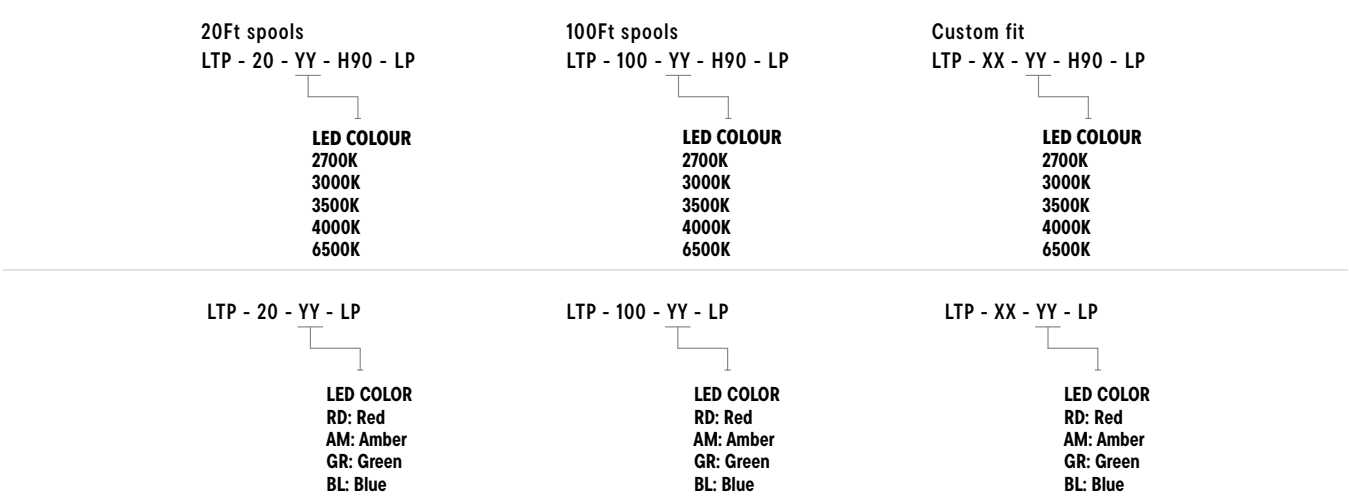 20Ft spools
LTP - 20 - YY - H90 - LP
LED COLOUR
2700K
3000K
3500K
4000K
6500K
100Ft spools
LTP - 100 - YY - H90 - LP
LED COLOUR
2700K
3000K
3500K
4000K
6500K
Custom fit
LTP - XX - YY - H90 - LP
LED COLOUR
2700K
3000K
3500K
4000K
6500K
LTP - 20 - YY - LP
LED COLOR
RD: Red
AM: Amber
GR: Green
BL: Blue
LTP - 100 - YY - LP
LED COLOR
RD: Red
AM: Amber
GR: Green
BL: Blue
LTP - XX - YY - LP
LED COLOR
RD: Red
AM: Amber
GR: Green
BL: Blue